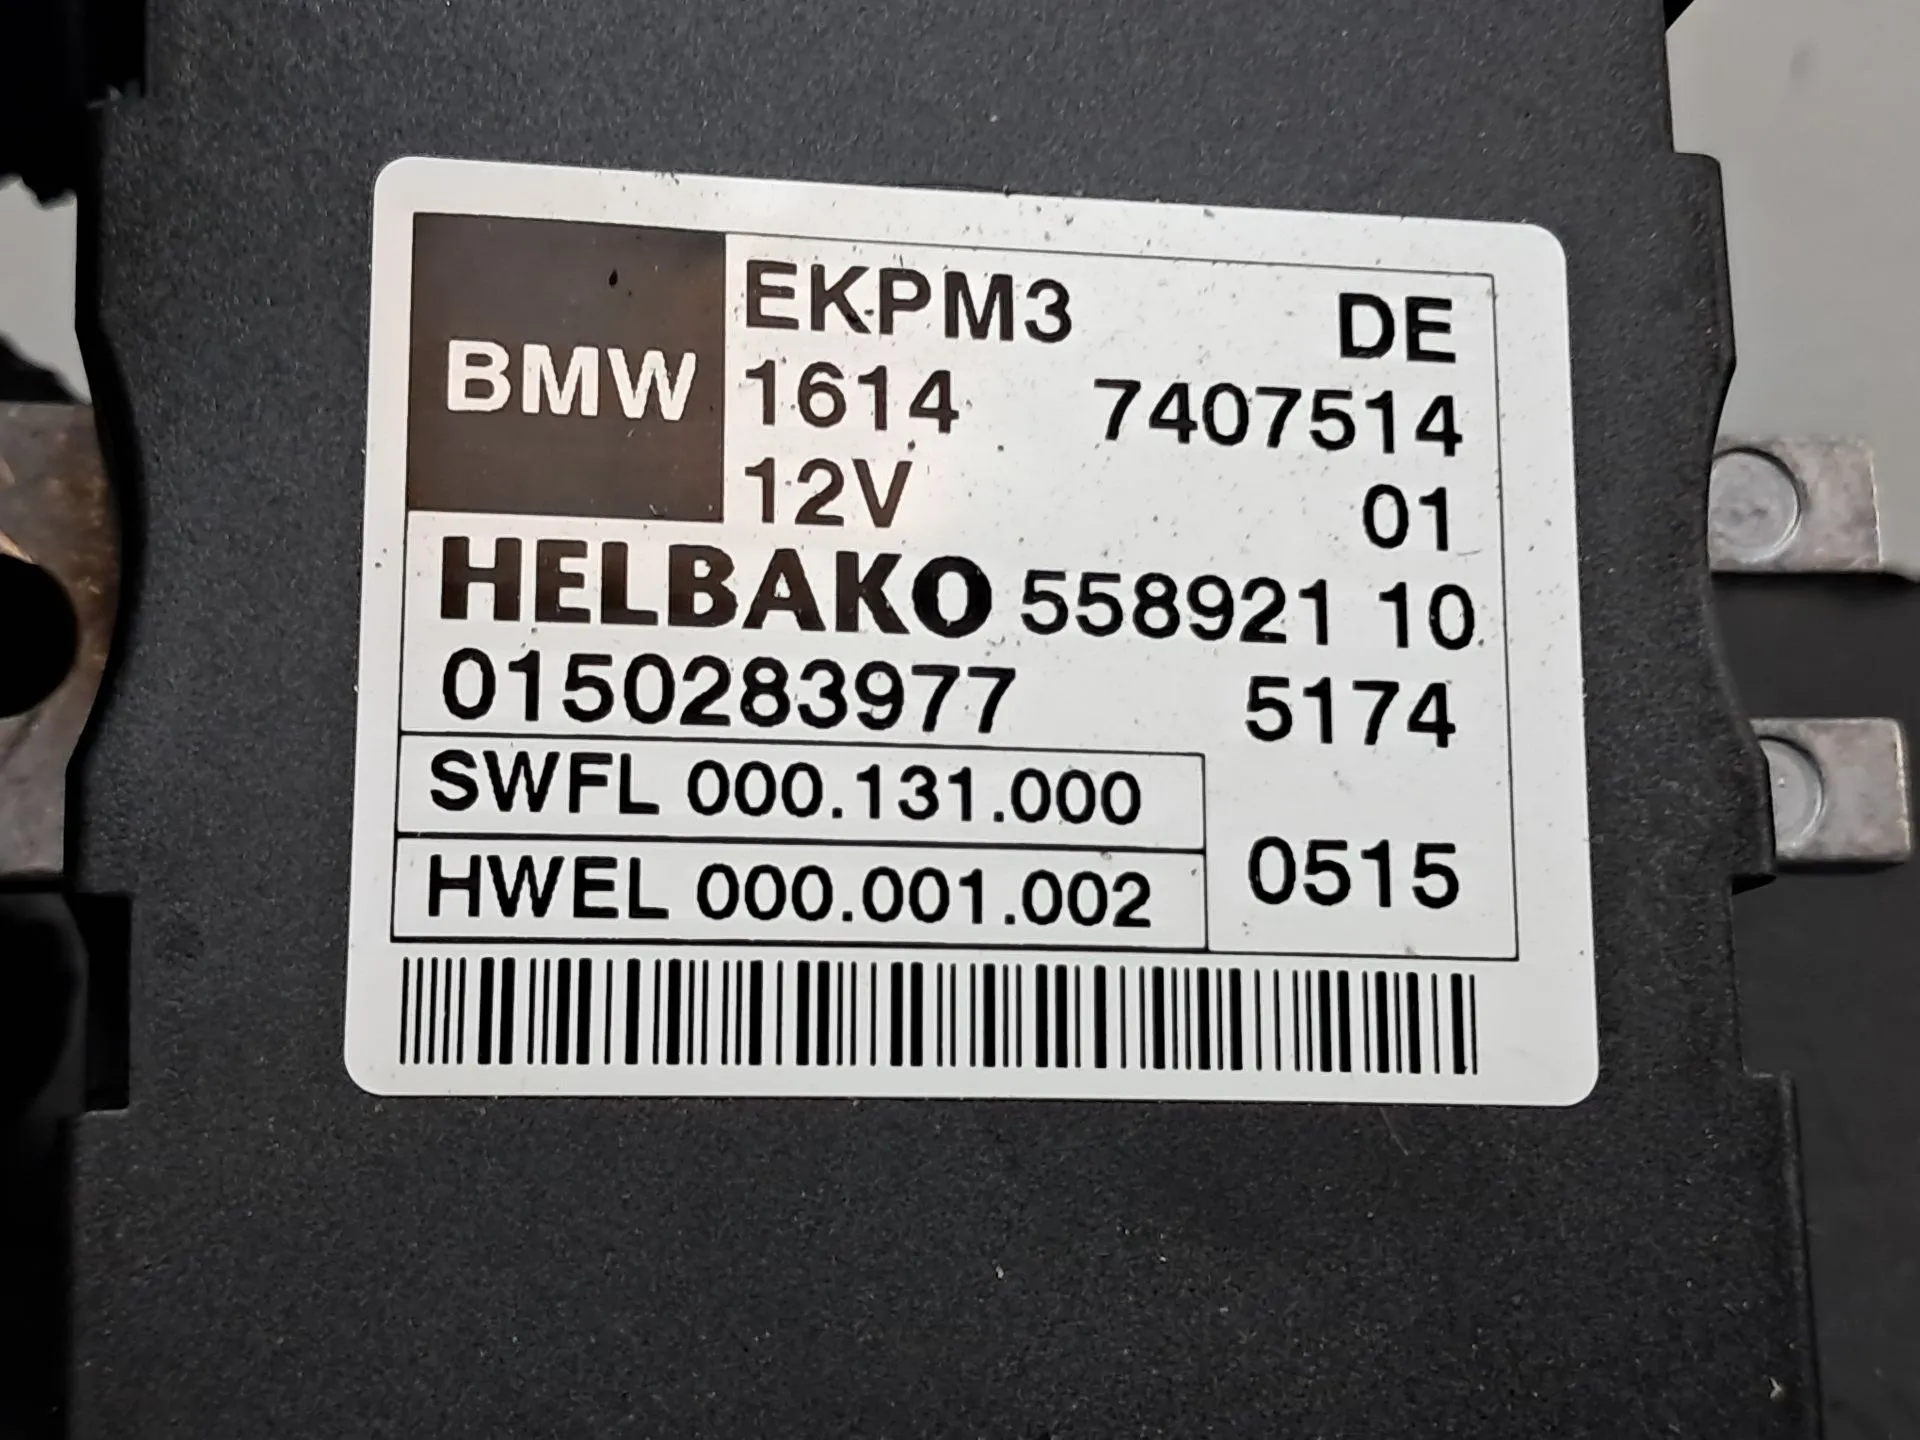 EKPM3 DE
BMW 1614 7407514
12V 01
HELBAKO 558921 10
0150283977 5174
SWFL 000.131.000
HWEL 000.001.002 0515